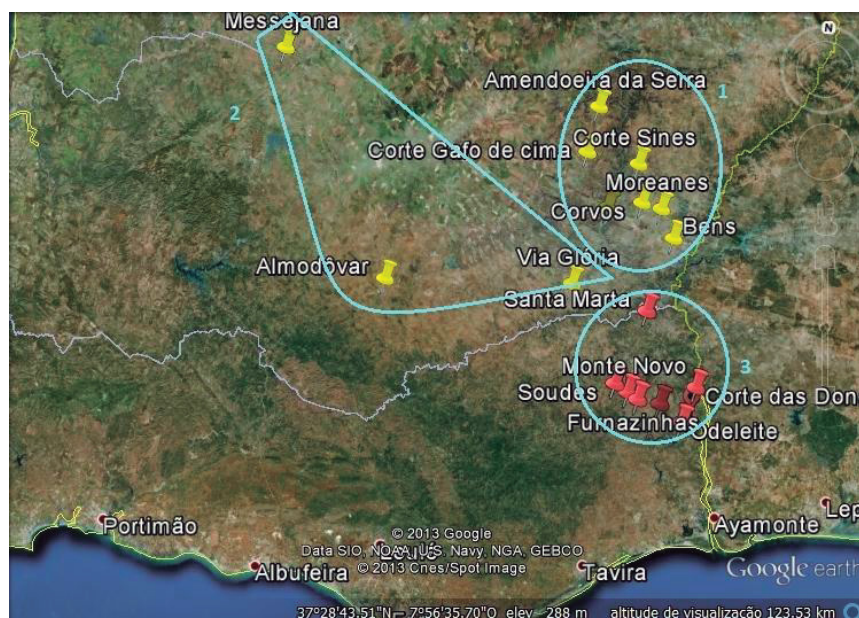 Messejana
N
Amendoeira da Serra
1
2
Corte Sines
Corte Gafo de cima
Moreanes
Corvos
Bens
Via Glória
Almodôvar
Santa Marta
Monte Novo
3
Soudes
Corte das Don
Furnazinhas
Odeleite
Lep
Portimão
Ayamonte
© 2013 Google
Data SIO, NOAA, U.S. Navy, NGA, GEBCO
© 2013 Cnes/Spot Image
Albufeira
Tavira
Google earth
37°28'43.51"N – 7°56'35.70"O elev 288 m altitude de visualização 123.53 km